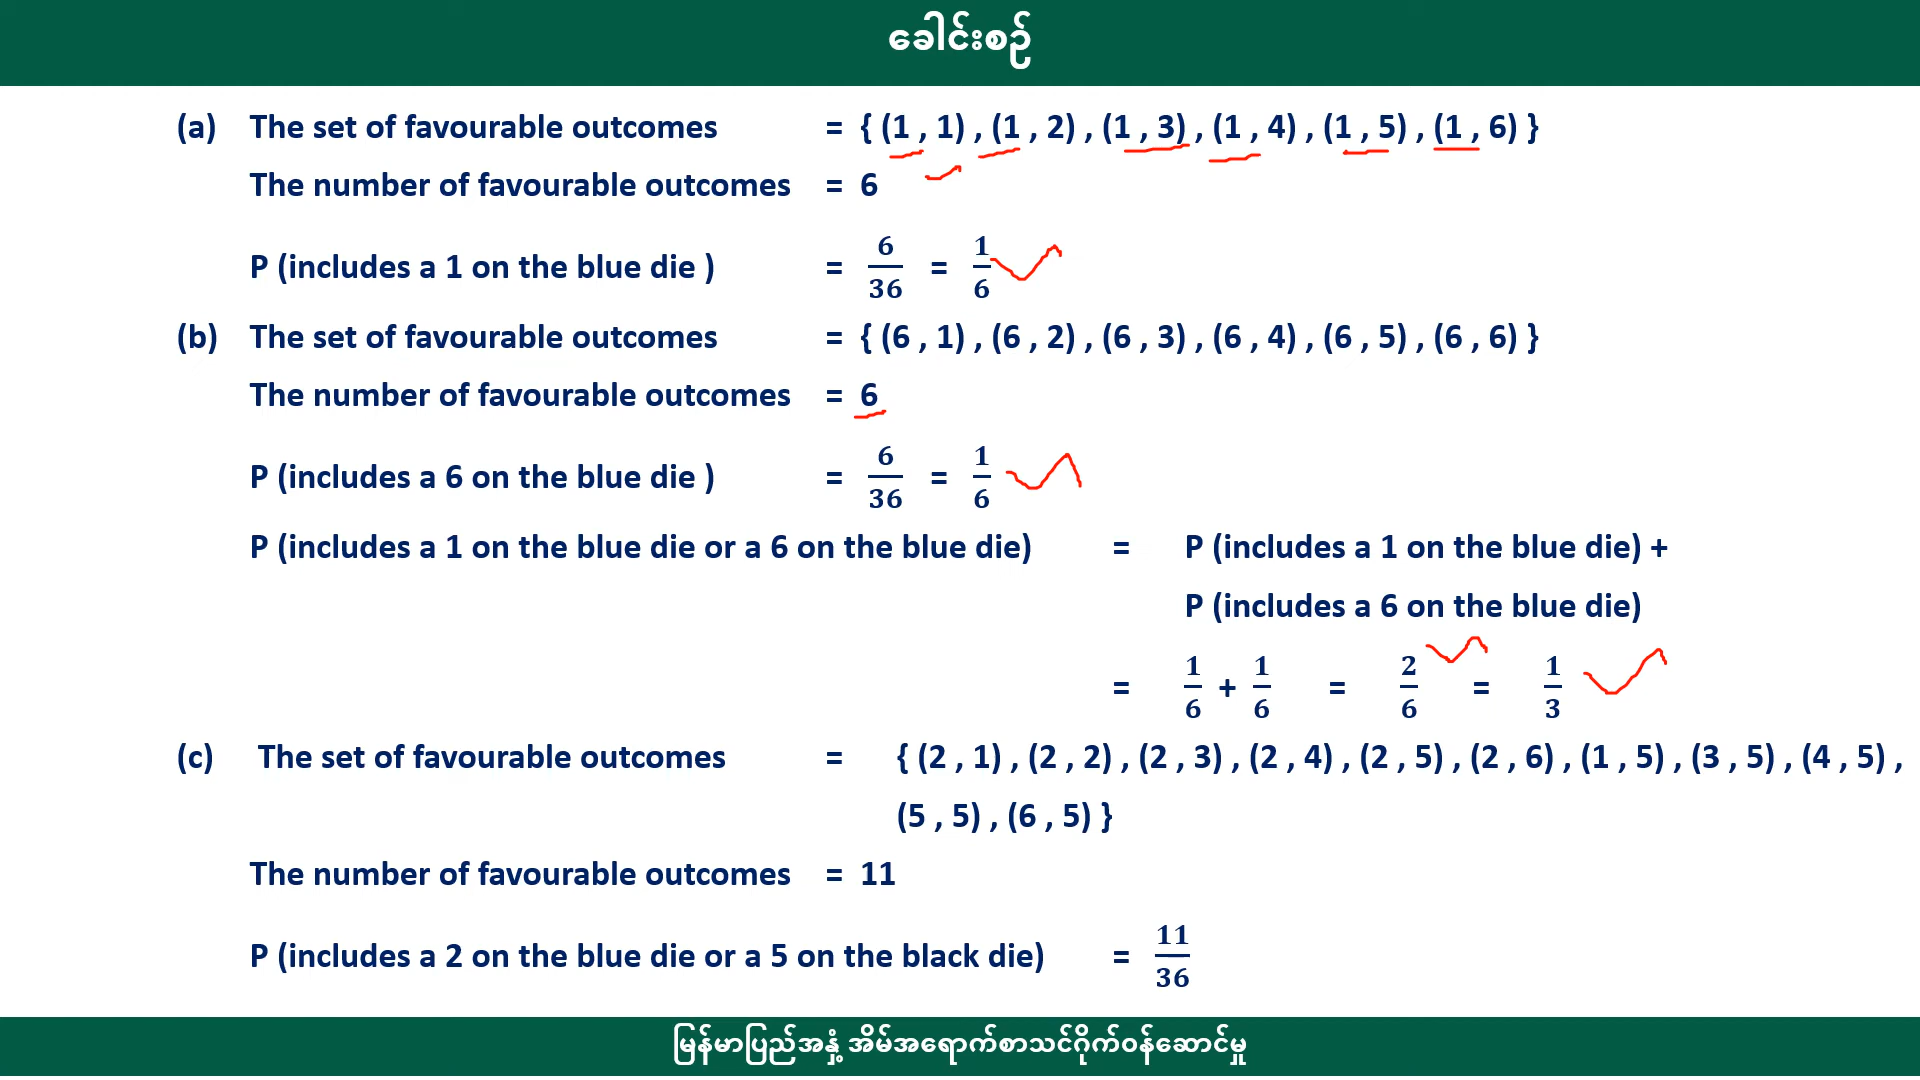 ခေါင်းစဉ်
(a) The set of favourable outcomes = { (1 , 1) , (1 , 2) , (1 , 3) , (1 , 4) , (1 , 5) , (1 , 6) }
The number of favourable outcomes = 6
P (includes a 1 on the blue die ) = 6/36 = 1/6
(b) The set of favourable outcomes = { (6 , 1) , (6 , 2) , (6 , 3) , (6 , 4) , (6 , 5) , (6 , 6) }
The number of favourable outcomes = 6
P (includes a 6 on the blue die ) = 6/36 = 1/6
P (includes a 1 on the blue die or a 6 on the blue die) = P (includes a 1 on the blue die) +
P (includes a 6 on the blue die)
= 1/6 + 1/6 = 2/6 = 1/3
(c) The set of favourable outcomes = { (2 , 1) , (2 , 2) , (2 , 3) , (2 , 4) , (2 , 5) , (2 , 6) , (1 , 5) , (3 , 5) , (4 , 5) ,
(5 , 5) , (6 , 5) }
The number of favourable outcomes = 11
P (includes a 2 on the blue die or a 5 on the black die) = 11/36
မြန်မာပြည်အနှံ့ အိမ်အရောက်စာသင်ဂိုက်ဝန်ဆောင်မှု